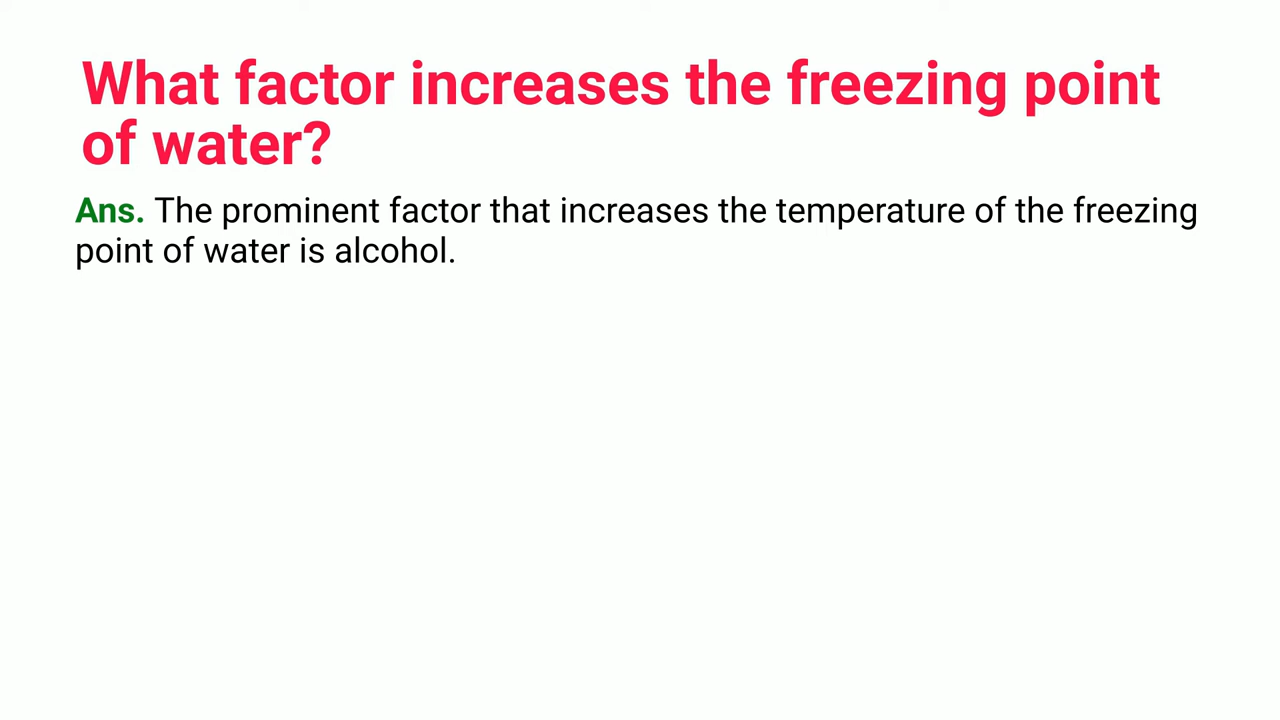 What factor increases the freezing point
of water?
Ans. The prominent factor that increases the temperature of the freezing
point of water is alcohol.